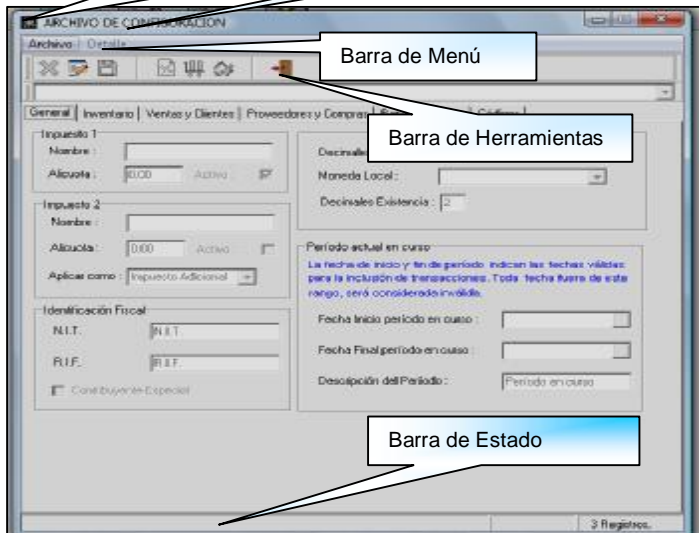 ARCHIVO DE CONFIGURACION
Archivo Detalle
Barra de Menú
General Inventario Ventas y Clientes Proveedores y Compras
Barra de Herramientas
Impuesto 1
Nombre :
Alícuota : 0.00 Activo :
Decimales
Moneda Local :
Decimales Existencia : 2
Impuesto 2
Nombre :
Alícuota : 0.00 Activo :
Aplicar como : Impuesto Adicional
Período actual en curso
La fecha de inicio y fin de período indican las fechas válidas
para la inclusión de transacciones. Toda fecha fuera de este
rango, será considerada inválida.
Fecha Inicio período en curso :
Fecha Final período en curso :
Descripción del Período : Período en curso
Identificación Fiscal
N.I.T. N.I.T.
R.I.F. R.I.F.
Contribuyente Especial
Barra de Estado
3 Registros.